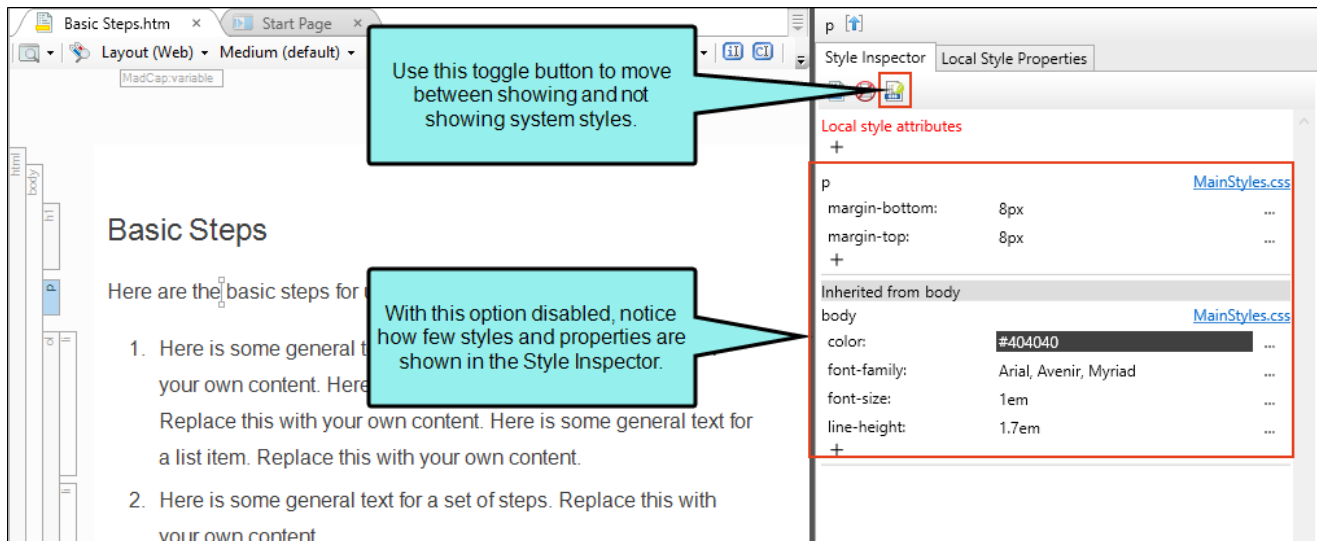 Basic Steps.htm × Start Page ×
Layout (Web) Medium (default)
MadCap:variable
Use this toggle button to move
between showing and not
showing system styles.
html
body
h1
p
ol
li
li
Basic Steps
Here are the basic steps for
1. Here is some general
your own content. Here
Replace this with your own content. Here is some general text for
a list item. Replace this with your own content.
2. Here is some general text for a set of steps. Replace this with
your own content
With this option disabled, notice
how few styles and properties are
shown in the Style Inspector.
p
Style Inspector Local Style Properties
Local style attributes
+
p MainStyles.css
margin-bottom: 8px ...
margin-top: 8px ...
+
Inherited from body
body MainStyles.css
color: #404040 ...
font-family: Arial, Avenir, Myriad ...
font-size: 1em ...
line-height: 1.7em ...
+